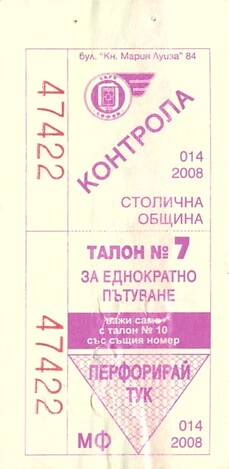 бул. "Кн. Мария Луиза" 84
47422
КОНТРОЛА
014
2008
СТОЛИЧНА
ОБЩИНА
ТАЛОН № 7
ЗА ЕДНОКРАТНО
ПЪТУВАНЕ
важи само
с талон № 10
със същия номер
47422
ПЕРФОРИРАЙ
ТУК
014
МФ 2008